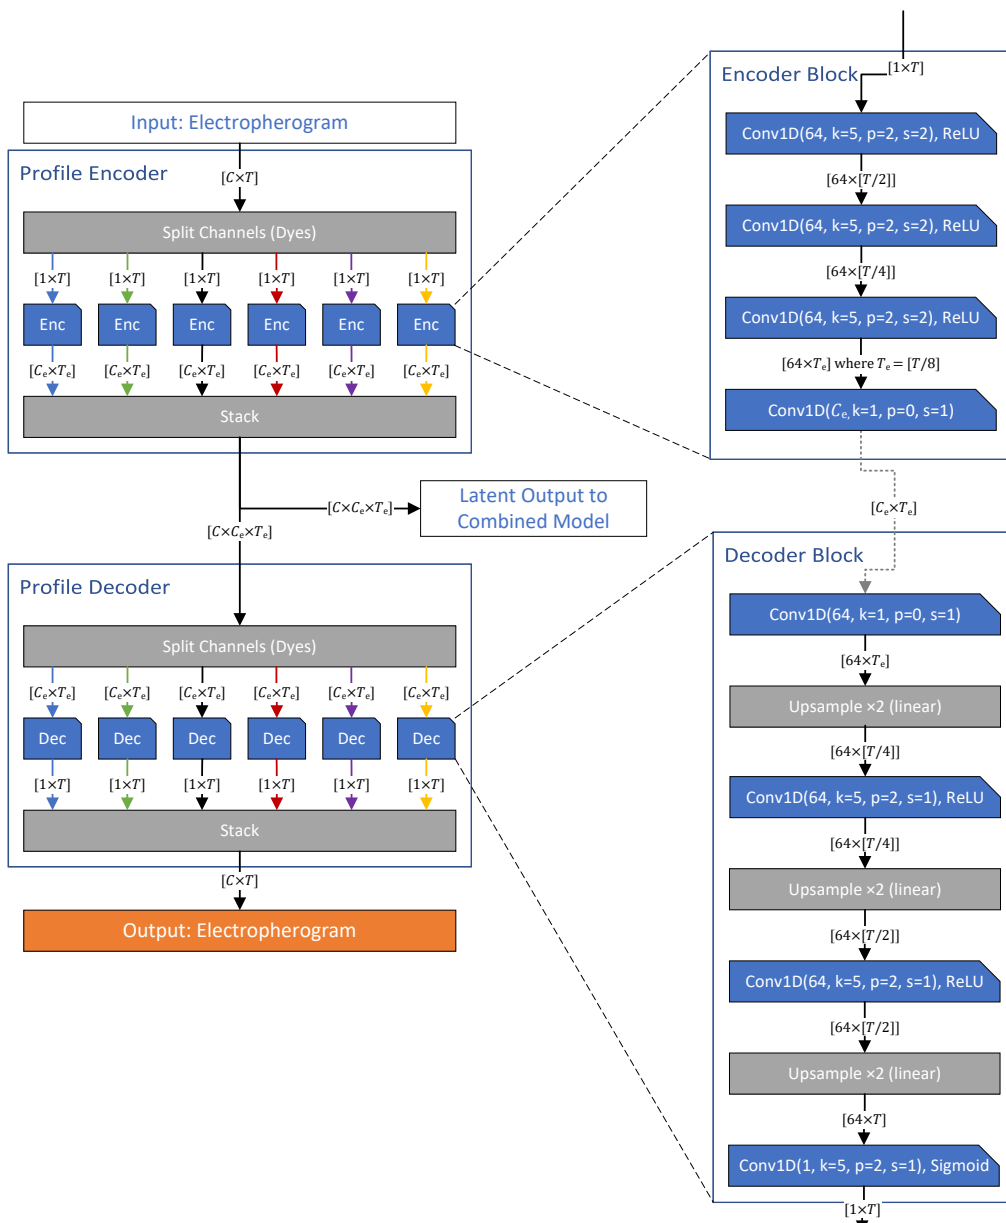 Input: Electropherogram
Profile Encoder
[C×T]
Split Channels (Dyes)
[1×T] [1×T] [1×T] [1×T] [1×T] [1×T]
Enc Enc Enc Enc Enc Enc
[Cₑ×Tₑ] [Cₑ×Tₑ] [Cₑ×Tₑ] [Cₑ×Tₑ] [Cₑ×Tₑ] [Cₑ×Tₑ]
Stack
[C×Cₑ×Tₑ]
Latent Output to
Combined Model
[C×Cₑ×Tₑ]
Profile Decoder
Split Channels (Dyes)
[Cₑ×Tₑ] [Cₑ×Tₑ] [Cₑ×Tₑ] [Cₑ×Tₑ] [Cₑ×Tₑ] [Cₑ×Tₑ]
Dec Dec Dec Dec Dec Dec
[1×T] [1×T] [1×T] [1×T] [1×T] [1×T]
Stack
[C×T]
Output: Electropherogram
Encoder Block
[1×T]
Conv1D(64, k=5, p=2, s=2), ReLU
[64×[T/2]]
Conv1D(64, k=5, p=2, s=2), ReLU
[64×[T/4]]
Conv1D(64, k=5, p=2, s=2), ReLU
[64×Tₑ] where Tₑ = [T/8]
Conv1D(Cₑ, k=1, p=0, s=1)
[Cₑ×Tₑ]
Decoder Block
Conv1D(64, k=1, p=0, s=1)
[64×Tₑ]
Upsample ×2 (linear)
[64×[T/4]]
Conv1D(64, k=5, p=2, s=1), ReLU
[64×[T/4]]
Upsample ×2 (linear)
[64×[T/2]]
Conv1D(64, k=5, p=2, s=1), ReLU
[64×[T/2]]
Upsample ×2 (linear)
[64×T]
Conv1D(1, k=5, p=2, s=1), Sigmoid
[1×T]